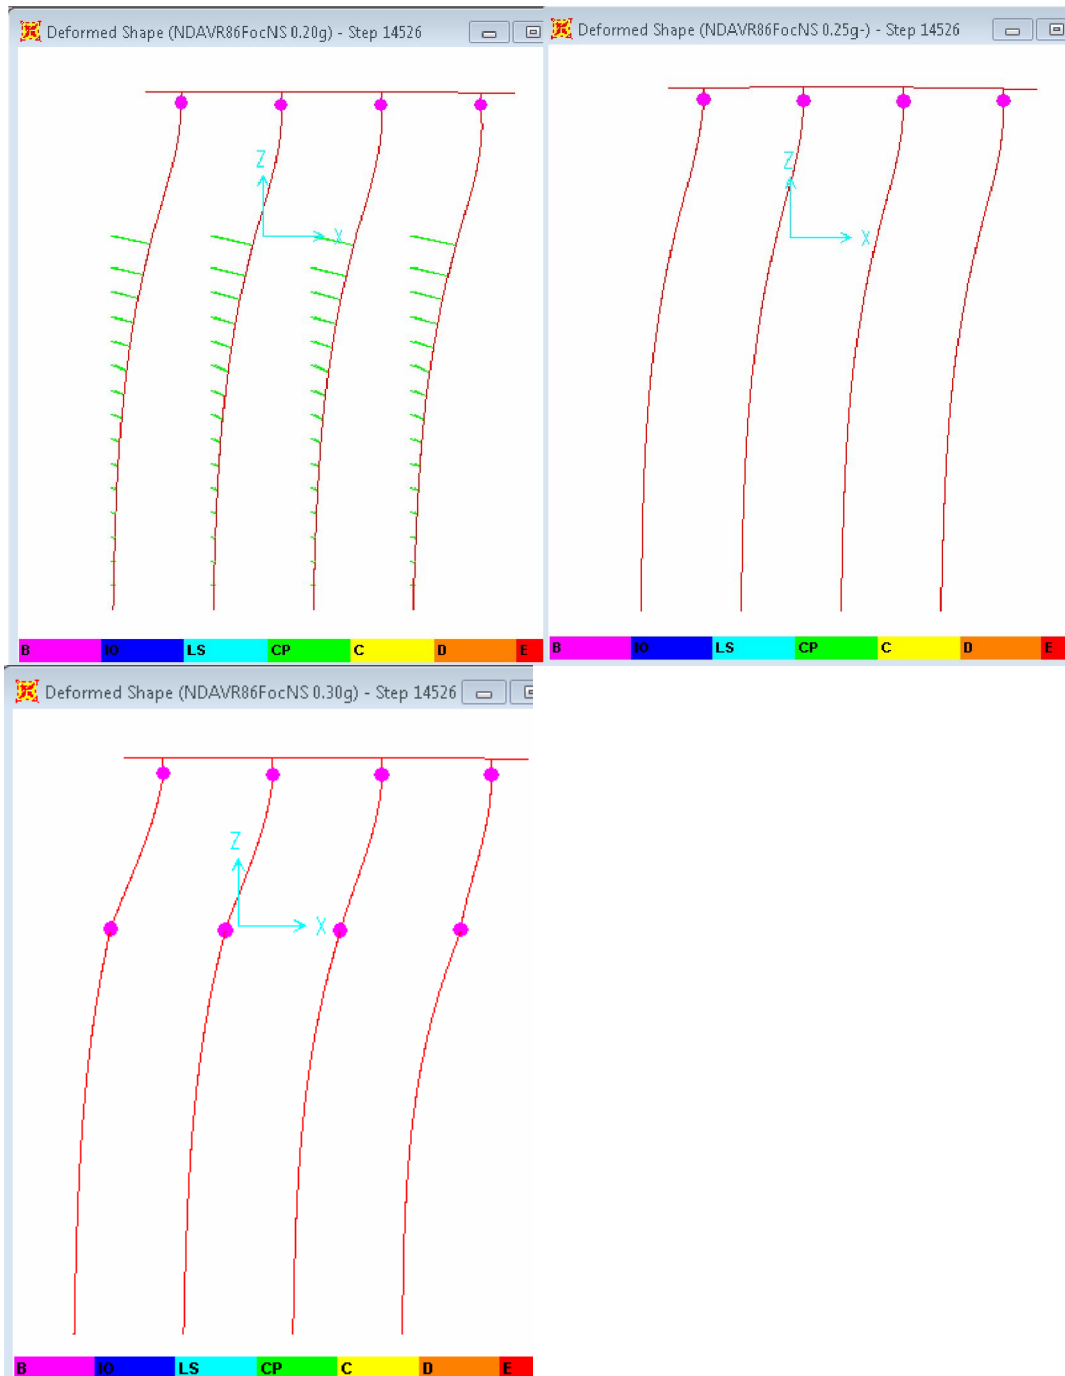 Deformed Shape (NDAVR86FocNS 0.20g) - Step 14526
Z
X
B IO LS CP C D E
Deformed Shape (NDAVR86FocNS 0.25g-) - Step 14526
Z
X
B IO LS CP C D E
Deformed Shape (NDAVR86FocNS 0.30g) - Step 14526
Z
X
B IO LS CP C D E